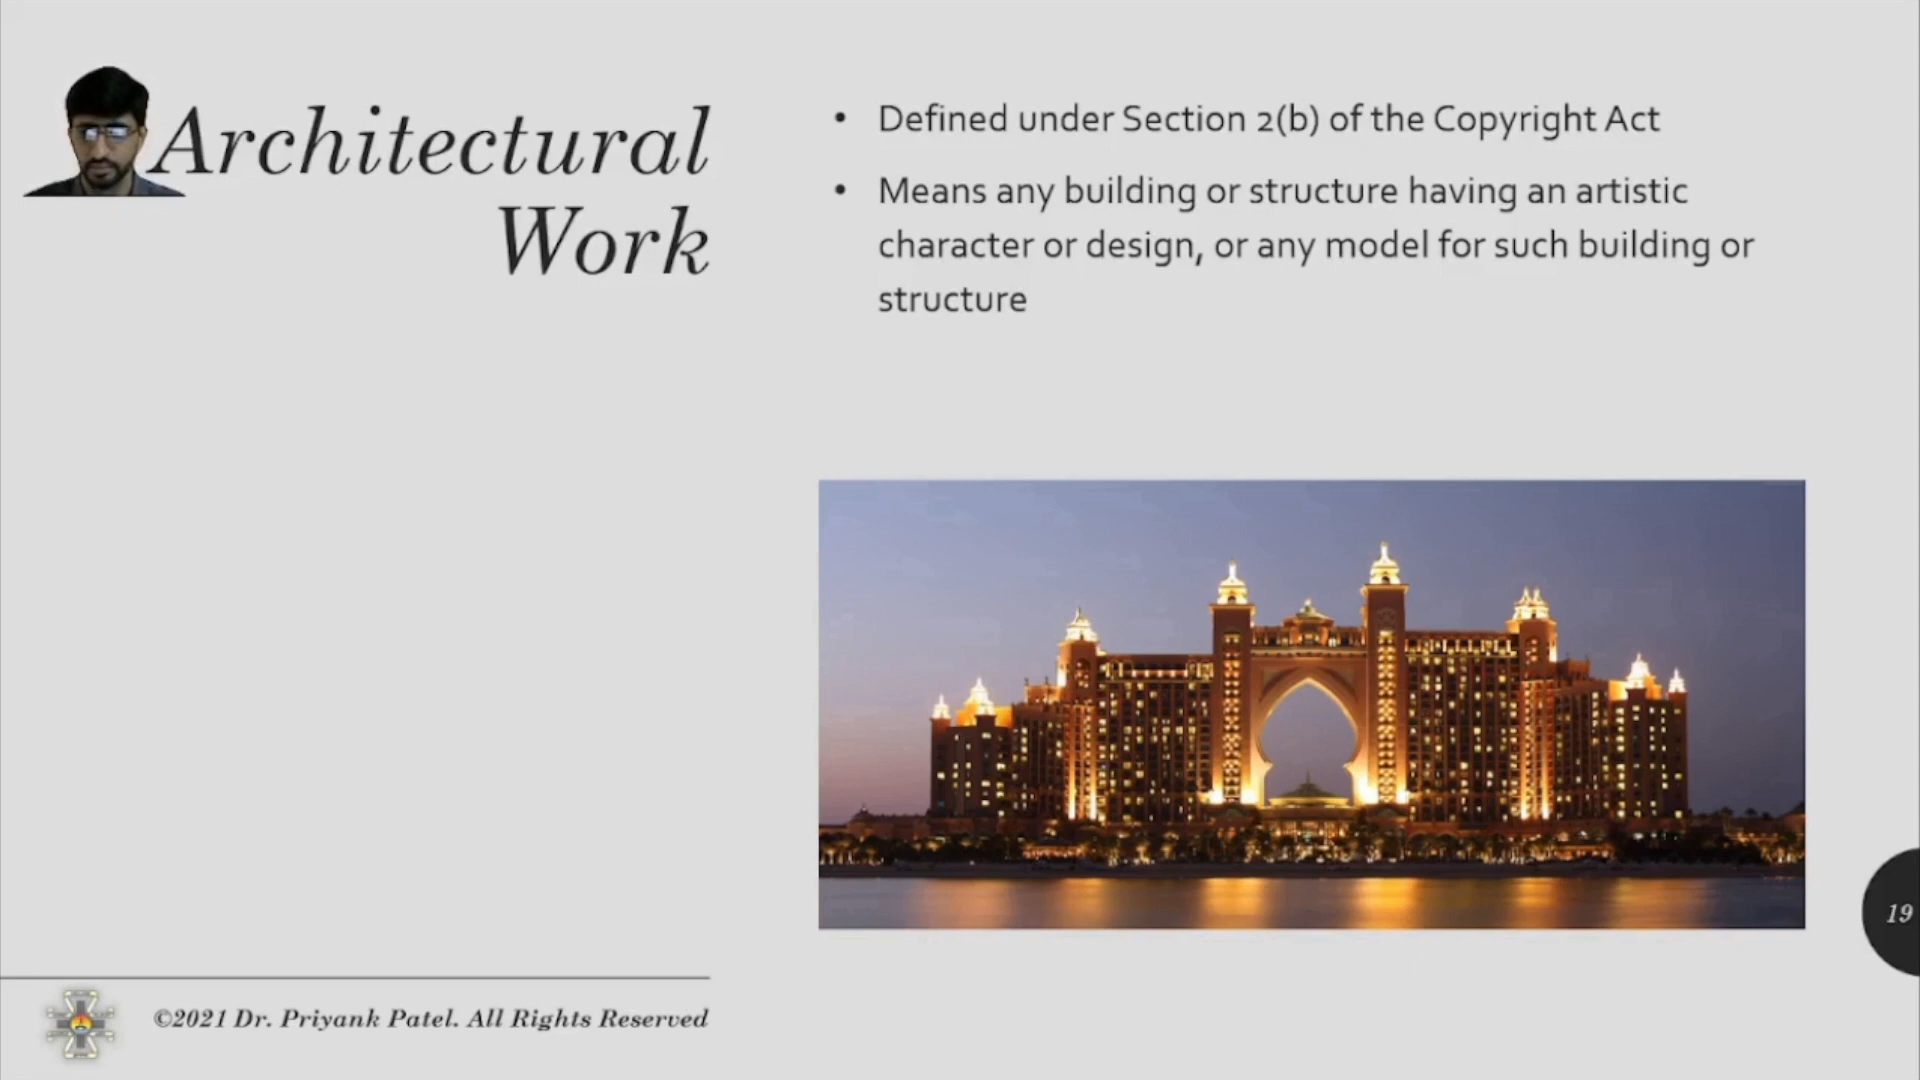 Architectural
Work
• Defined under Section 2(b) of the Copyright Act
• Means any building or structure having an artistic
character or design, or any model for such building or
structure
19
©2021 Dr. Priyank Patel. All Rights Reserved